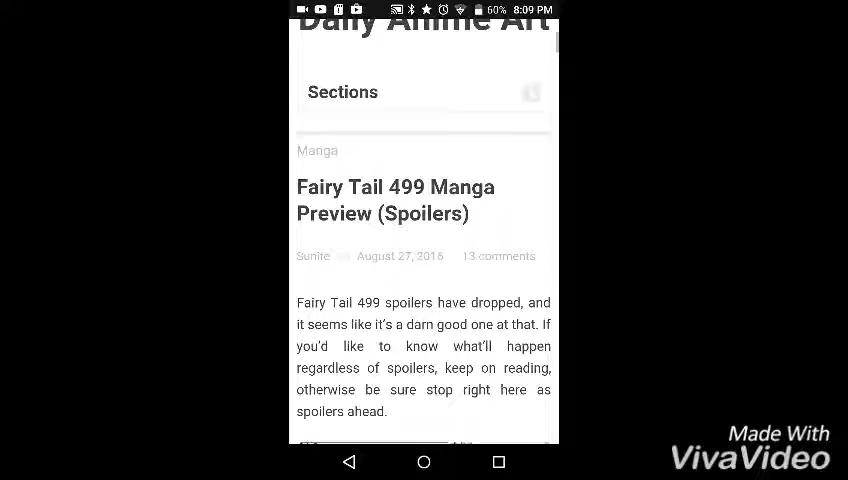 60% 8:09 PM
Daily Anime Art
Sections
Manga
Fairy Tail 499 Manga
Preview (Spoilers)
Sunite August 27, 2016 13 comments
Fairy Tail 499 spoilers have dropped, and
it seems like it's a darn good one at that. If
you'd like to know what'll happen
regardless of spoilers, keep on reading,
otherwise be sure stop right here as
spoilers ahead.
Made With
VivaVideo